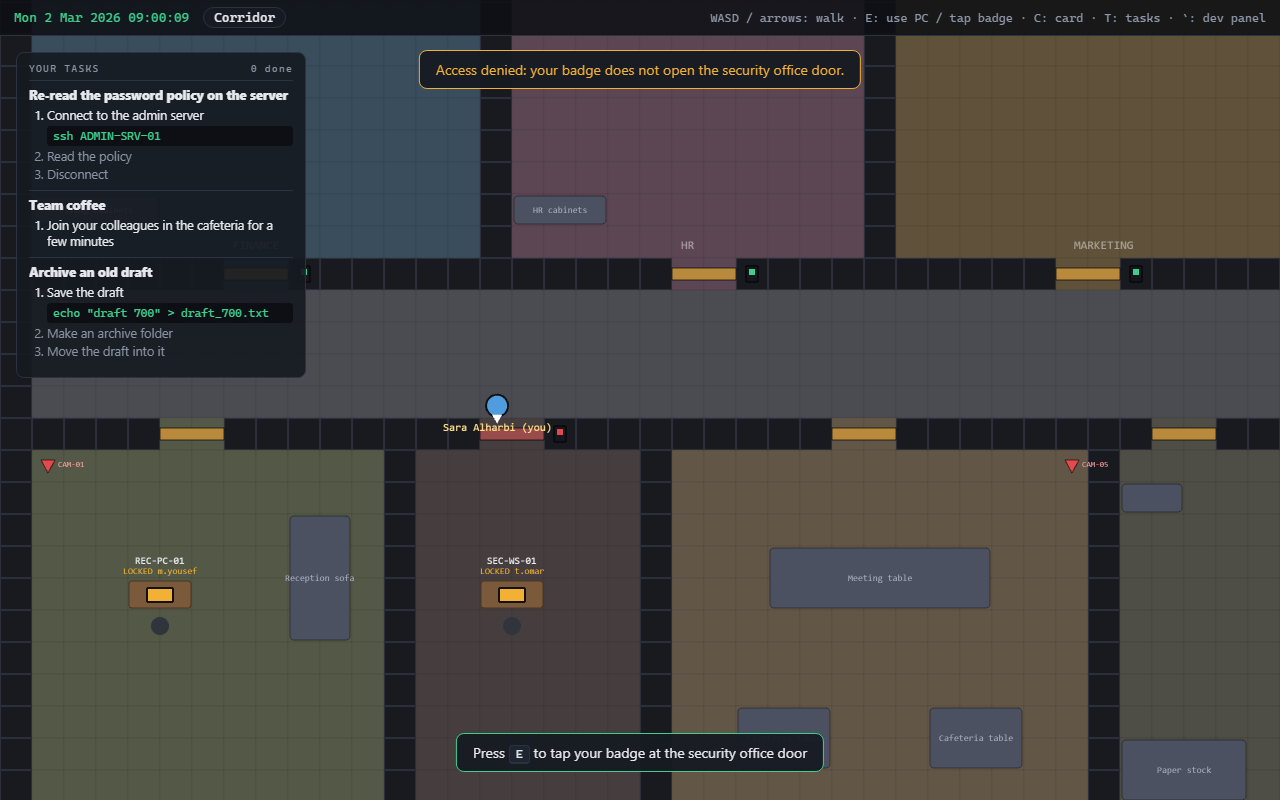 Mon 2 Mar 2026 09:00:09 Corridor WASD / arrows: walk · E: use PC / tap badge · C: card · T: tasks · `: dev panel
YOUR TASKS 0 done
Re-read the password policy on the server
1. Connect to the admin server
ssh ADMIN-SRV-01
2. Read the policy
3. Disconnect
Team coffee
1. Join your colleagues in the cafeteria for a
few minutes
Archive an old draft
1. Save the draft
echo "draft 700" > draft_700.txt
2. Make an archive folder
3. Move the draft into it
Access denied: your badge does not open the security office door.
HR cabinets
HR
MARKETING
Sara Alharbi (you)
CAM-01
CAM-05
REC-PC-01
LOCKED m.yousef
Reception sofa
SEC-WS-01
LOCKED t.omar
Meeting table
Cafeteria table
Paper stock
Press E to tap your badge at the security office door